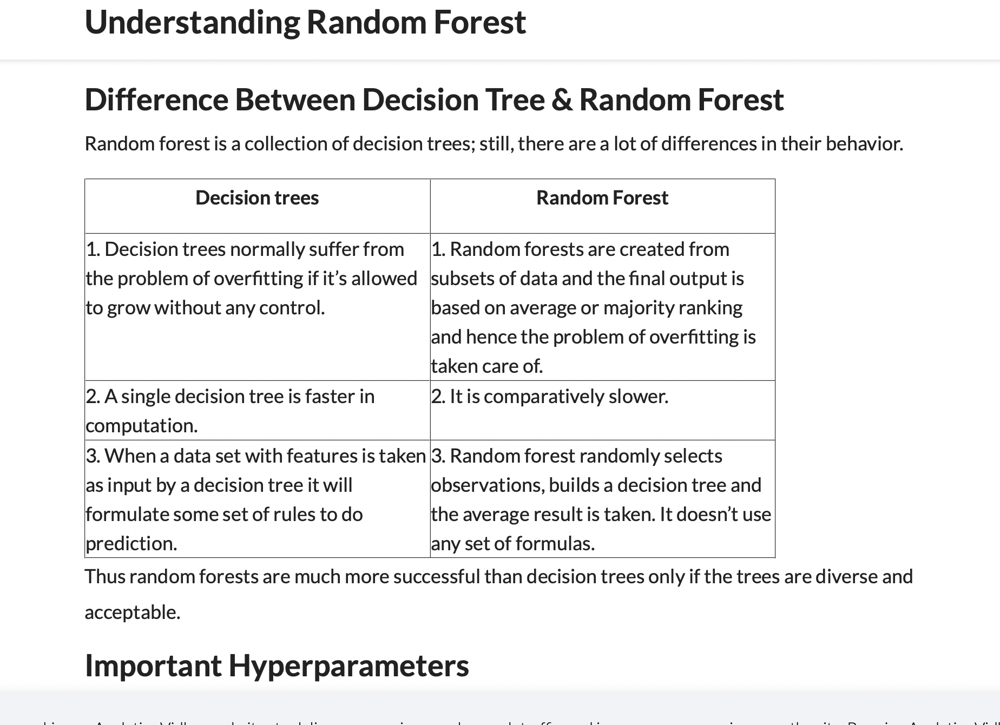 Understanding Random Forest
Difference Between Decision Tree & Random Forest
Random forest is a collection of decision trees; still, there are a lot of differences in their behavior.
Decision trees
Random Forest
1. Decision trees normally suffer from
the problem of overfitting if it’s allowed
to grow without any control.
1. Random forests are created from
subsets of data and the final output is
based on average or majority ranking
and hence the problem of overfitting is
taken care of.
2. A single decision tree is faster in
computation.
2. It is comparatively slower.
3. When a data set with features is taken
as input by a decision tree it will
formulate some set of rules to do
prediction.
3. Random forest randomly selects
observations, builds a decision tree and
the average result is taken. It doesn’t use
any set of formulas.
Thus random forests are much more successful than decision trees only if the trees are diverse and
acceptable.
Important Hyperparameters